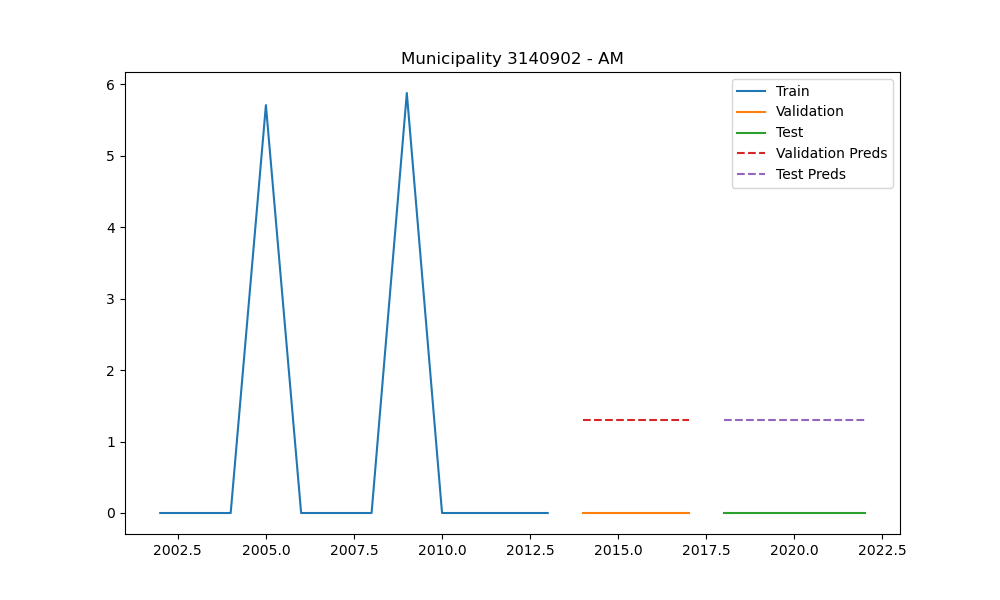 Municipality 3140902 - AM
6
5
4
3
2
1
0
2002.5 2005.0 2007.5 2010.0 2012.5 2015.0 2017.5 2020.0 2022.5
Train
Validation
Test
Validation Preds
Test Preds